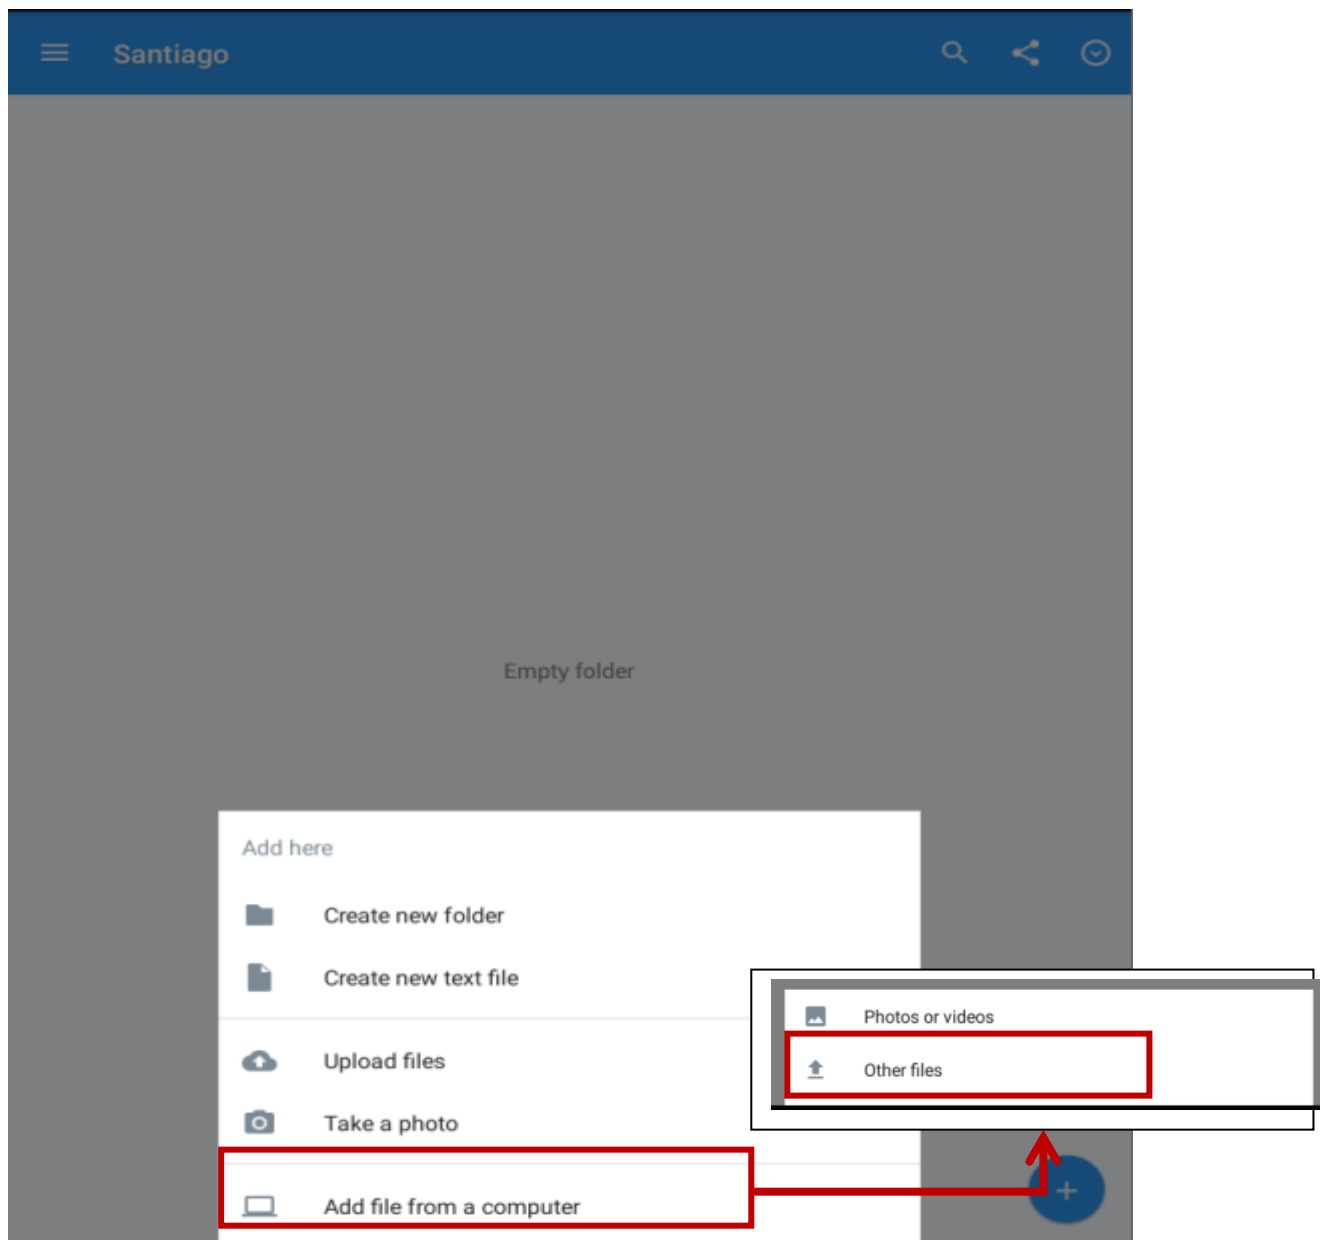 Santiago
Empty folder
Add here
Create new folder
Create new text file
Upload files
Take a photo
Add file from a computer
Photos or videos
Other files